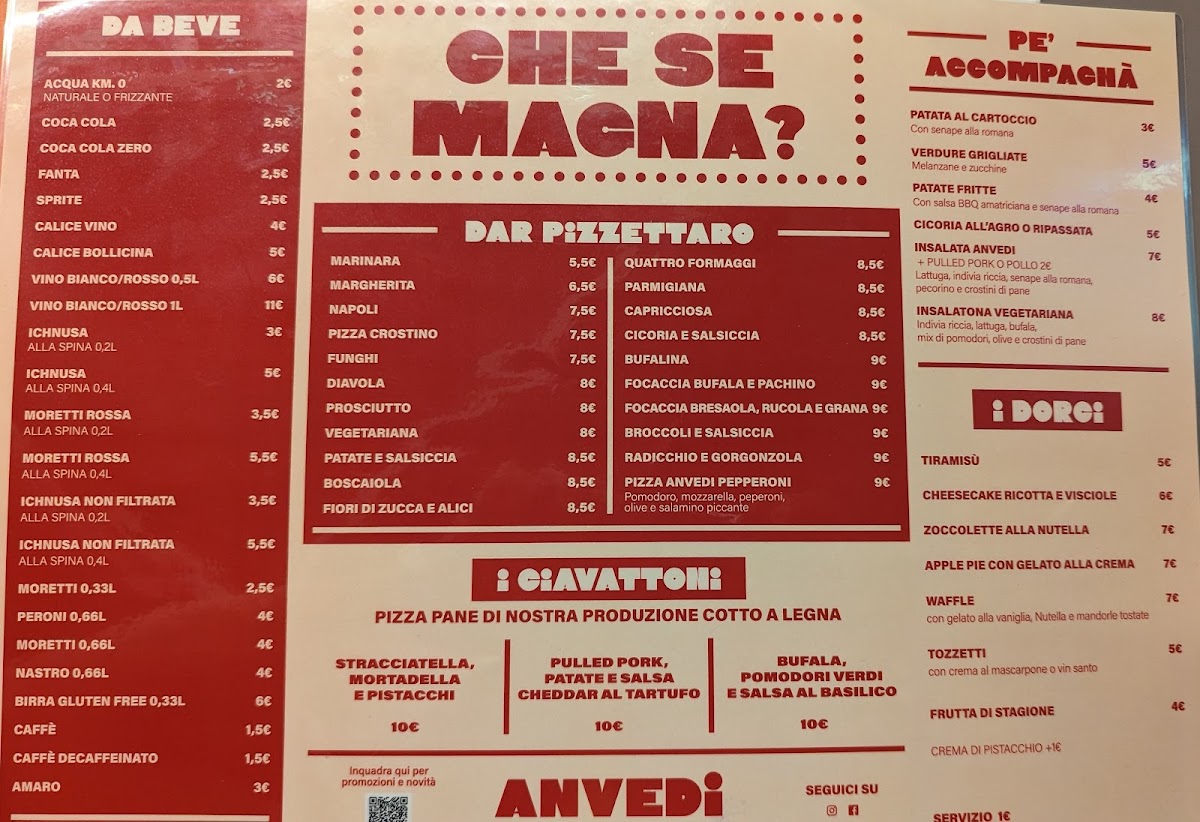 DA BEVE
ACQUA KM. 0 2€
NATURALE O FRIZZANTE
COCA COLA 2,5€
COCA COLA ZERO 2,5€
FANTA 2,5€
SPRITE 2,5€
CALICE VINO 4€
CALICE BOLLICINA 5€
VINO BIANCO/ROSSO 0,5L 6€
VINO BIANCO/ROSSO 1L 11€
ICHNUSA 3€
ALLA SPINA 0,2L
ICHNUSA 5€
ALLA SPINA 0,4L
MORETTI ROSSA 3,5€
ALLA SPINA 0,2L
MORETTI ROSSA 5,5€
ALLA SPINA 0,4L
ICHNUSA NON FILTRATA 3,5€
ALLA SPINA 0,2L
ICHNUSA NON FILTRATA 5,5€
ALLA SPINA 0,4L
MORETTI 0,33L 2,5€
PERONI 0,66L 4€
MORETTI 0,66L 4€
NASTRO 0,66L 4€
BIRRA GLUTEN FREE 0,33L 6€
CAFFÈ 1,5€
CAFFÈ DECAFFEINATO 1,5€
AMARO 3€
CHE SE
MAGNA?
DAR PiZZETTARO
MARINARA 5,5€
MARGHERITA 6,5€
NAPOLI 7,5€
PIZZA CROSTINO 7,5€
FUNGHI 7,5€
DIAVOLA 8€
PROSCIUTTO 8€
VEGETARIANA 8€
PATATE E SALSICCIA 8,5€
BOSCAIOLA 8,5€
FIORI DI ZUCCA E ALICI 8,5€
QUATTRO FORMAGGI 8,5€
PARMIGIANA 8,5€
CAPRICCIOSA 8,5€
CICORIA E SALSICCIA 8,5€
BUFALINA 9€
FOCACCIA BUFALA E PACHINO 9€
FOCACCIA BRESAOLA, RUCOLA E GRANA 9€
BROCCOLI E SALSICCIA 9€
RADICCHIO E GORGONZOLA 9€
PIZZA ANVEDI PEPPERONI 9€
Pomodoro, mozzarella, peperoni,
olive e salamino piccante
i CiAVATTONi
PIZZA PANE DI NOSTRA PRODUZIONE COTTO A LEGNA
STRACCIATELLA,
MORTADELLA
E PISTACCHI
10€
PULLED PORK,
PATATE E SALSA
CHEDDAR AL TARTUFO
10€
BUFALA,
POMODORI VERDI
E SALSA AL BASILICO
10€
Inquadra qui per
promozioni e novità
ANVEDi
SEGUICI SU
PE'
ACCOMPAGNÀ
PATATA AL CARTOCCIO 3€
Con senape alla romana
VERDURE GRIGLIATE 5€
Melanzane e zucchine
PATATE FRITTE 4€
Con salsa BBQ amatriciana e senape alla romana
CICORIA ALL'AGRO O RIPASSATA 5€
INSALATA ANVEDI 7€
+ PULLED PORK O POLLO 2€
Lattuga, indivia riccia, senape alla romana,
pecorino e crostini di pane
INSALATONA VEGETARIANA 8€
Indivia riccia, lattuga, bufala,
mix di pomodori, olive e crostini di pane
i DORCi
TIRAMISÙ 5€
CHEESECAKE RICOTTA E VISCIOLE 6€
ZOCCOLETTE ALLA NUTELLA 7€
APPLE PIE CON GELATO ALLA CREMA 7€
WAFFLE 7€
con gelato alla vaniglia, Nutella e mandorle tostate
TOZZETTI 5€
con crema al mascarpone o vin santo
FRUTTA DI STAGIONE 4€
CREMA DI PISTACCHIO +1€
SERVIZIO 1€